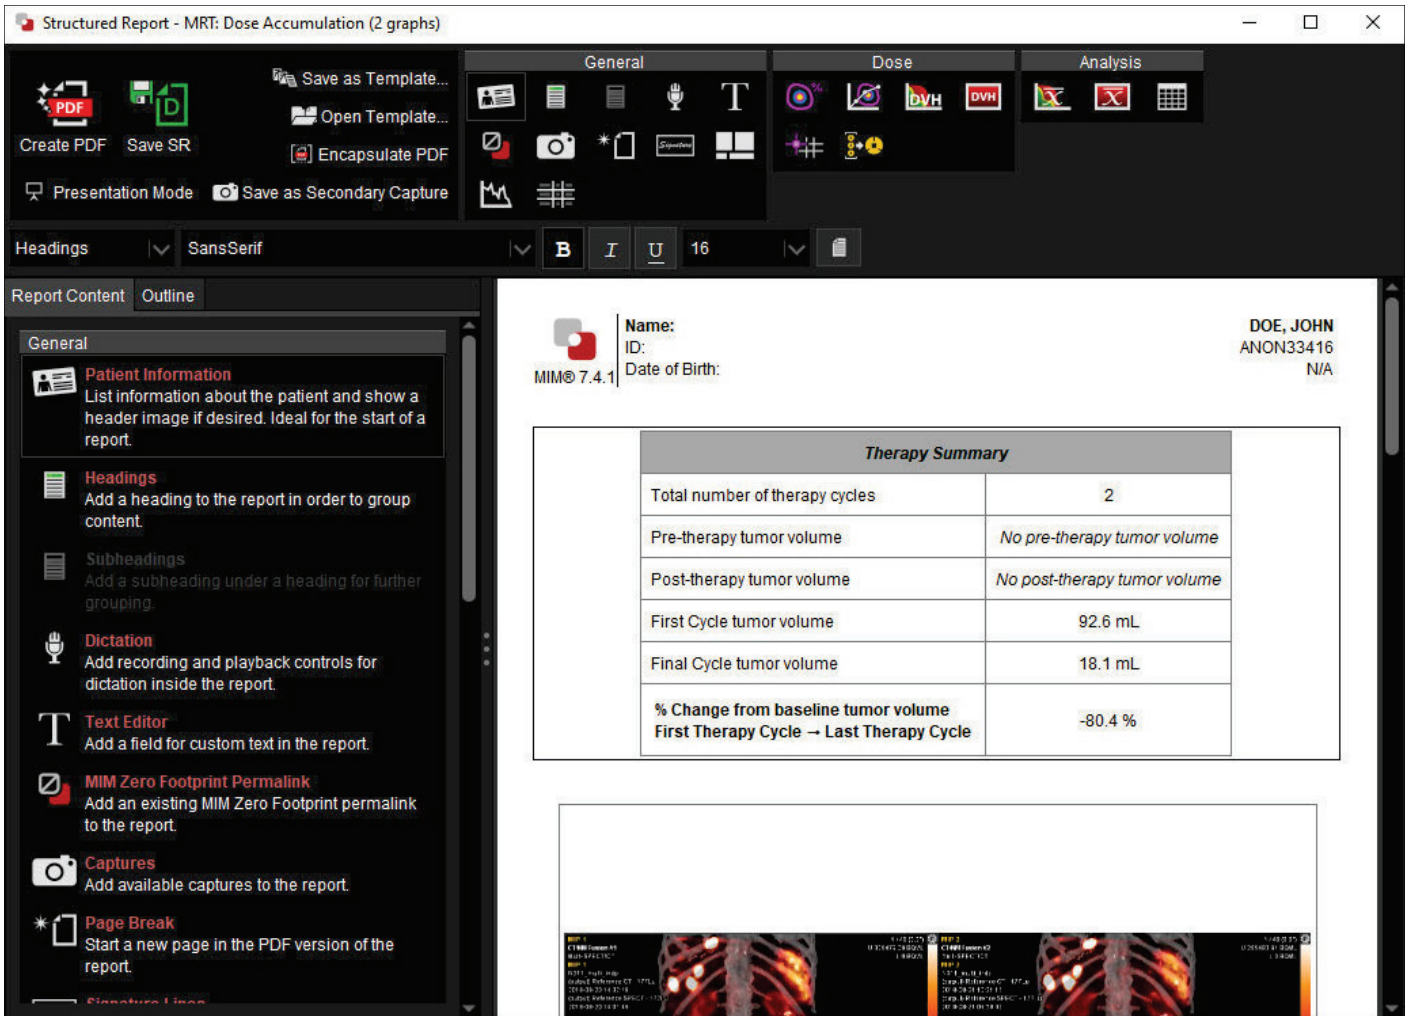 Structured Report - MRT: Dose Accumulation (2 graphs)
PDF
Create PDF
Save SR
Save as Template...
Open Template...
Encapsulate PDF
Presentation Mode
Save as Secondary Capture
General
T
Signature
Dose
%
DVH
DVH
Analysis
Headings
SansSerif
B
I
U
16
Report Content
Outline
General
Patient Information
List information about the patient and show a
header image if desired. Ideal for the start of a
report.
Headings
Add a heading to the report in order to group
content.
Subheadings
Add a subheading under a heading for further
grouping.
Dictation
Add recording and playback controls for
dictation inside the report.
T
Text Editor
Add a field for custom text in the report.
MIM Zero Footprint Permalink
Add an existing MIM Zero Footprint permalink
to the report.
Captures
Add available captures to the report.
Page Break
Start a new page in the PDF version of the
report.
Signature Lines
MIM® 7.4.1
Name: DOE, JOHN
ID: ANON33416
Date of Birth: N/A
Therapy Summary
Total number of therapy cycles 2
Pre-therapy tumor volume No pre-therapy tumor volume
Post-therapy tumor volume No post-therapy tumor volume
First Cycle tumor volume 92.6 mL
Final Cycle tumor volume 18.1 mL
% Change from baseline tumor volume
First Therapy Cycle → Last Therapy Cycle -80.4 %